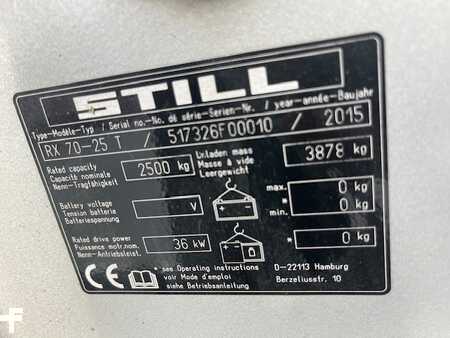 STILL
Type-Modèle-Typ / Serial no.-No. de série-Serien-Nr. / year-année-Baujahr
RX 70-25 T / 517326F00010 / 2015
Rated capacity
Capacité nominale
Nenn-Tragfähigkeit
2500 kg
Unladen mass
Masse à vide
Leergewicht
3878 kg
Battery voltage
Tension batterie
Batteriespannung
V
max. 0 kg
* min. 0 kg *
Rated drive power
Puissance motr.nom.
Nenn-Antriebsleist.
36 kW
* 0 kg
CE
* see Operating instructions
voir Mode d'emploi
siehe Betriebsanleitung
D-22113 Hamburg
Berzeliusstr. 10